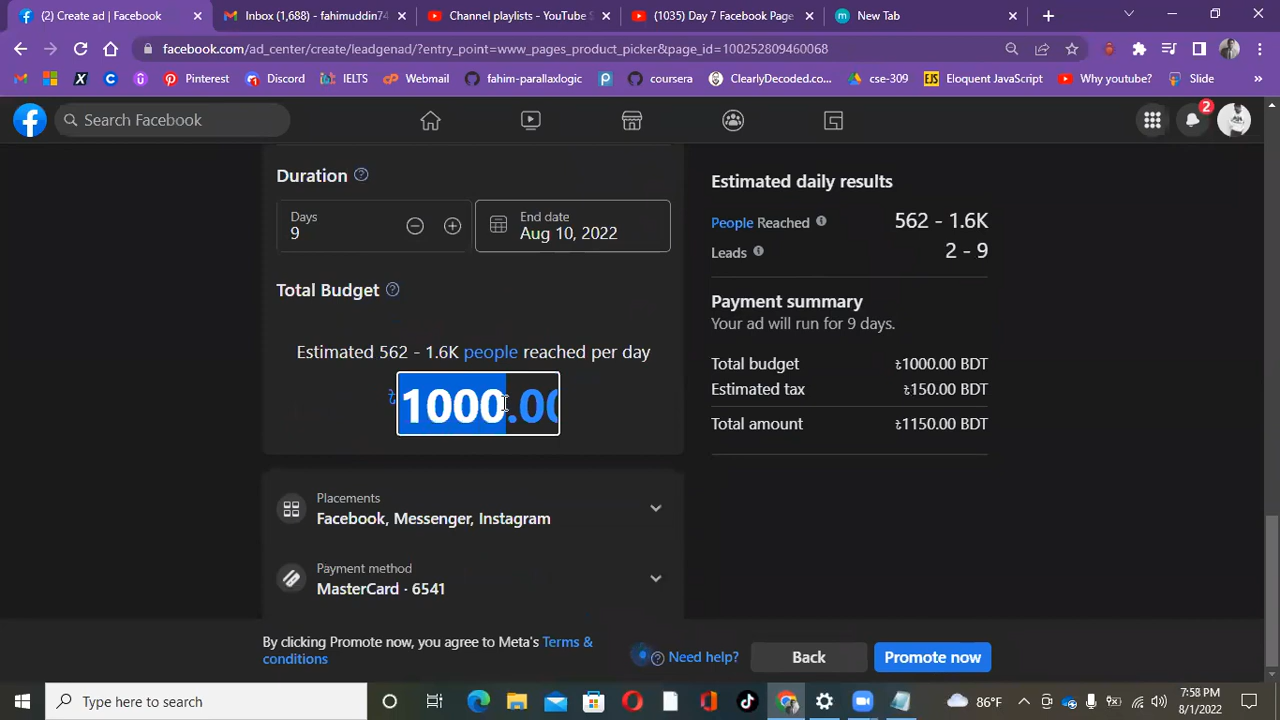 (2) Create ad | Facebook
Inbox (1,688) - fahimuddin74
Channel playlists - YouTube S
(1035) Day 7 Facebook Page
New Tab
facebook.com/ad_center/create/leadgenad/?entry_point=www_pages_product_picker&page_id=100252809460068
Pinterest
Discord
IELTS
Webmail
fahim-parallaxlogic
coursera
ClearlyDecoded.co...
cse-309
EJS
Eloquent JavaScript
Why youtube?
Slide
Search Facebook
2
Duration
Days
9
End date
Aug 10, 2022
Total Budget
Estimated 562 - 1.6K people reached per day
৳1000.00
Placements
Facebook, Messenger, Instagram
Payment method
MasterCard · 6541
Estimated daily results
People Reached 562 - 1.6K
Leads 2 - 9
Payment summary
Your ad will run for 9 days.
Total budget ৳1000.00 BDT
Estimated tax ৳150.00 BDT
Total amount ৳1150.00 BDT
By clicking Promote now, you agree to Meta's Terms &
conditions
Need help?
Back
Promote now
Type here to search
86°F
7:58 PM
8/1/2022